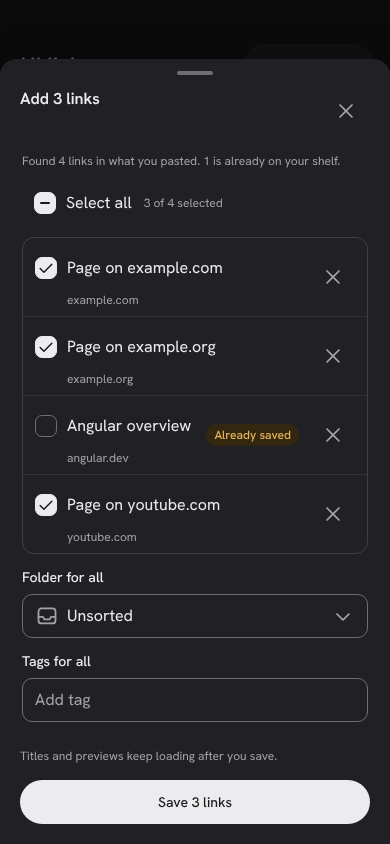 Add 3 links
Found 4 links in what you pasted. 1 is already on your shelf.
Select all 3 of 4 selected
Page on example.com
example.com
Page on example.org
example.org
Angular overview Already saved
angular.dev
Page on youtube.com
youtube.com
Folder for all
Unsorted
Tags for all
Add tag
Titles and previews keep loading after you save.
Save 3 links